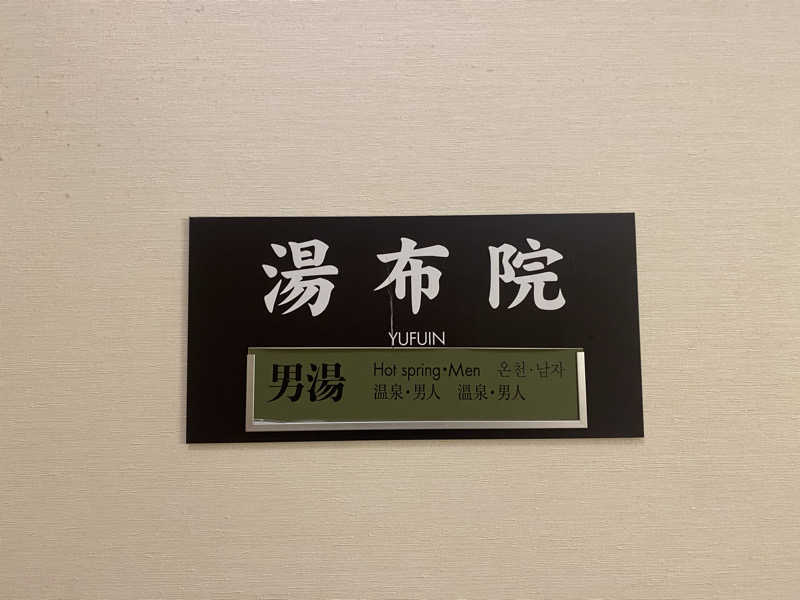 湯布院
YUFUIN
男湯
Hot spring・Men 온천・남자
温泉・男人 溫泉・男人